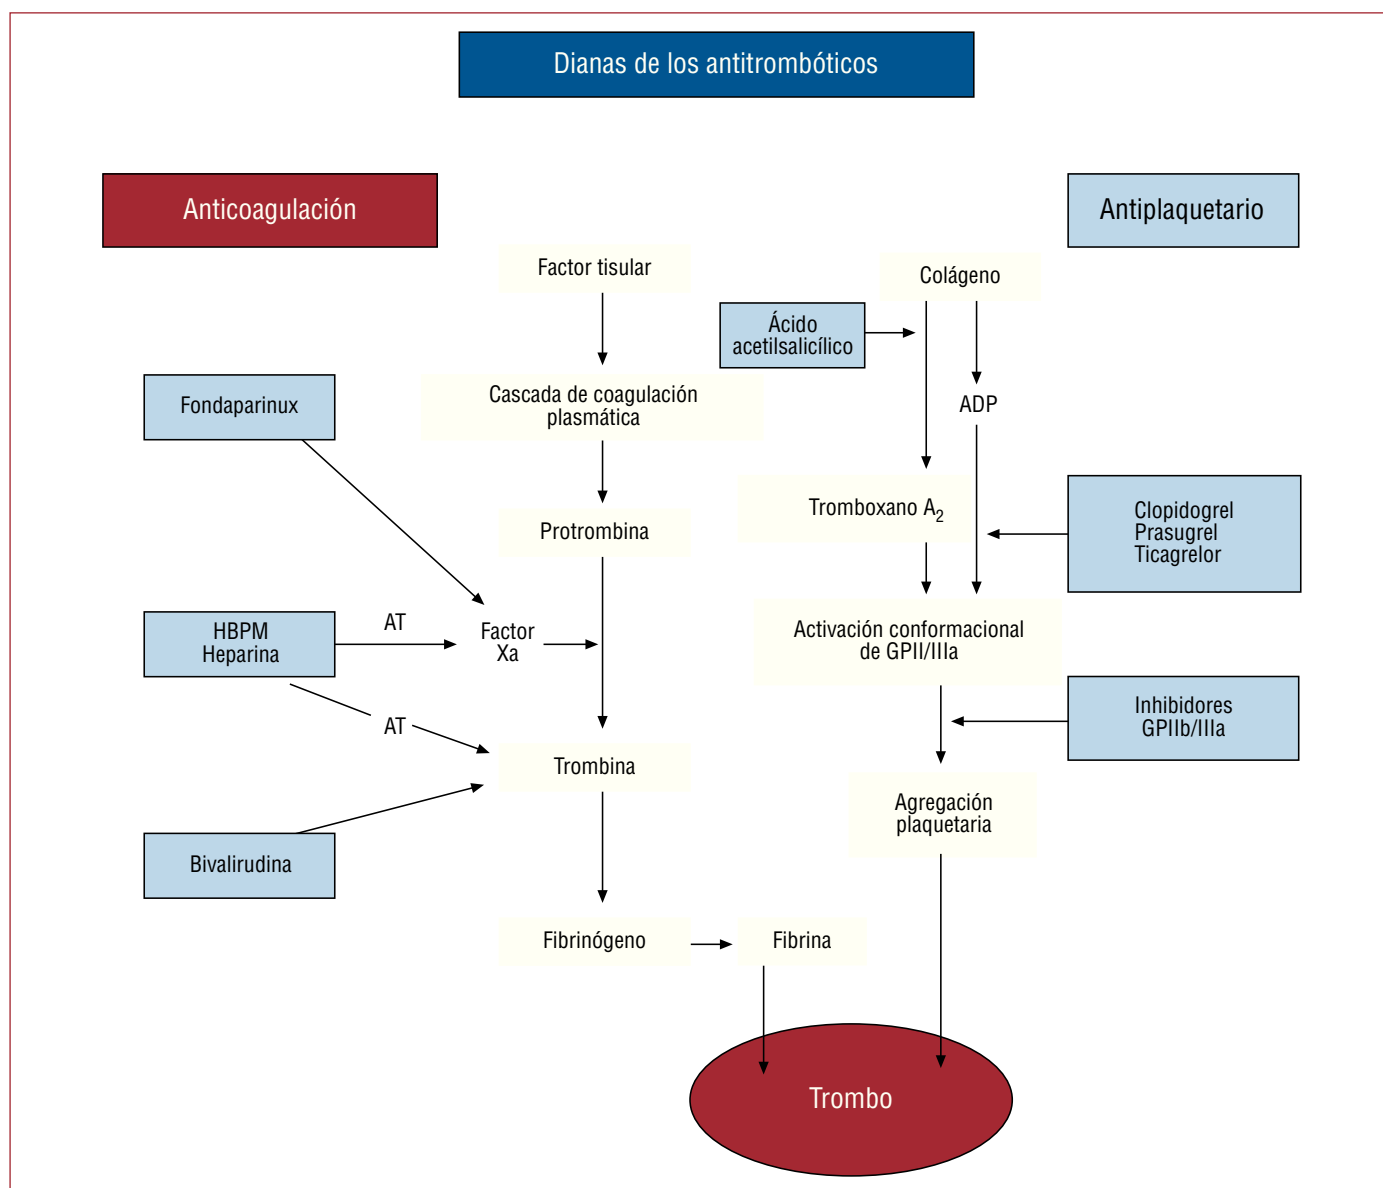 Dianas de los antitrombóticos
Anticoagulación
Antiplaquetario
Factor tisular
Colágeno
Ácido
acetilsalicílico
Fondaparinux
Cascada de coagulación
plasmática
ADP
Tromboxano A2
Clopidogrel
Prasugrel
Ticagrelor
Protrombina
HBPM
Heparina
AT
Factor
Xa
Activación conformacional
de GPII/IIIa
AT
Inhibidores
GPIIb/IIIa
Trombina
Agregación
plaquetaria
Bivalirudina
Fibrinógeno
Fibrina
Trombo